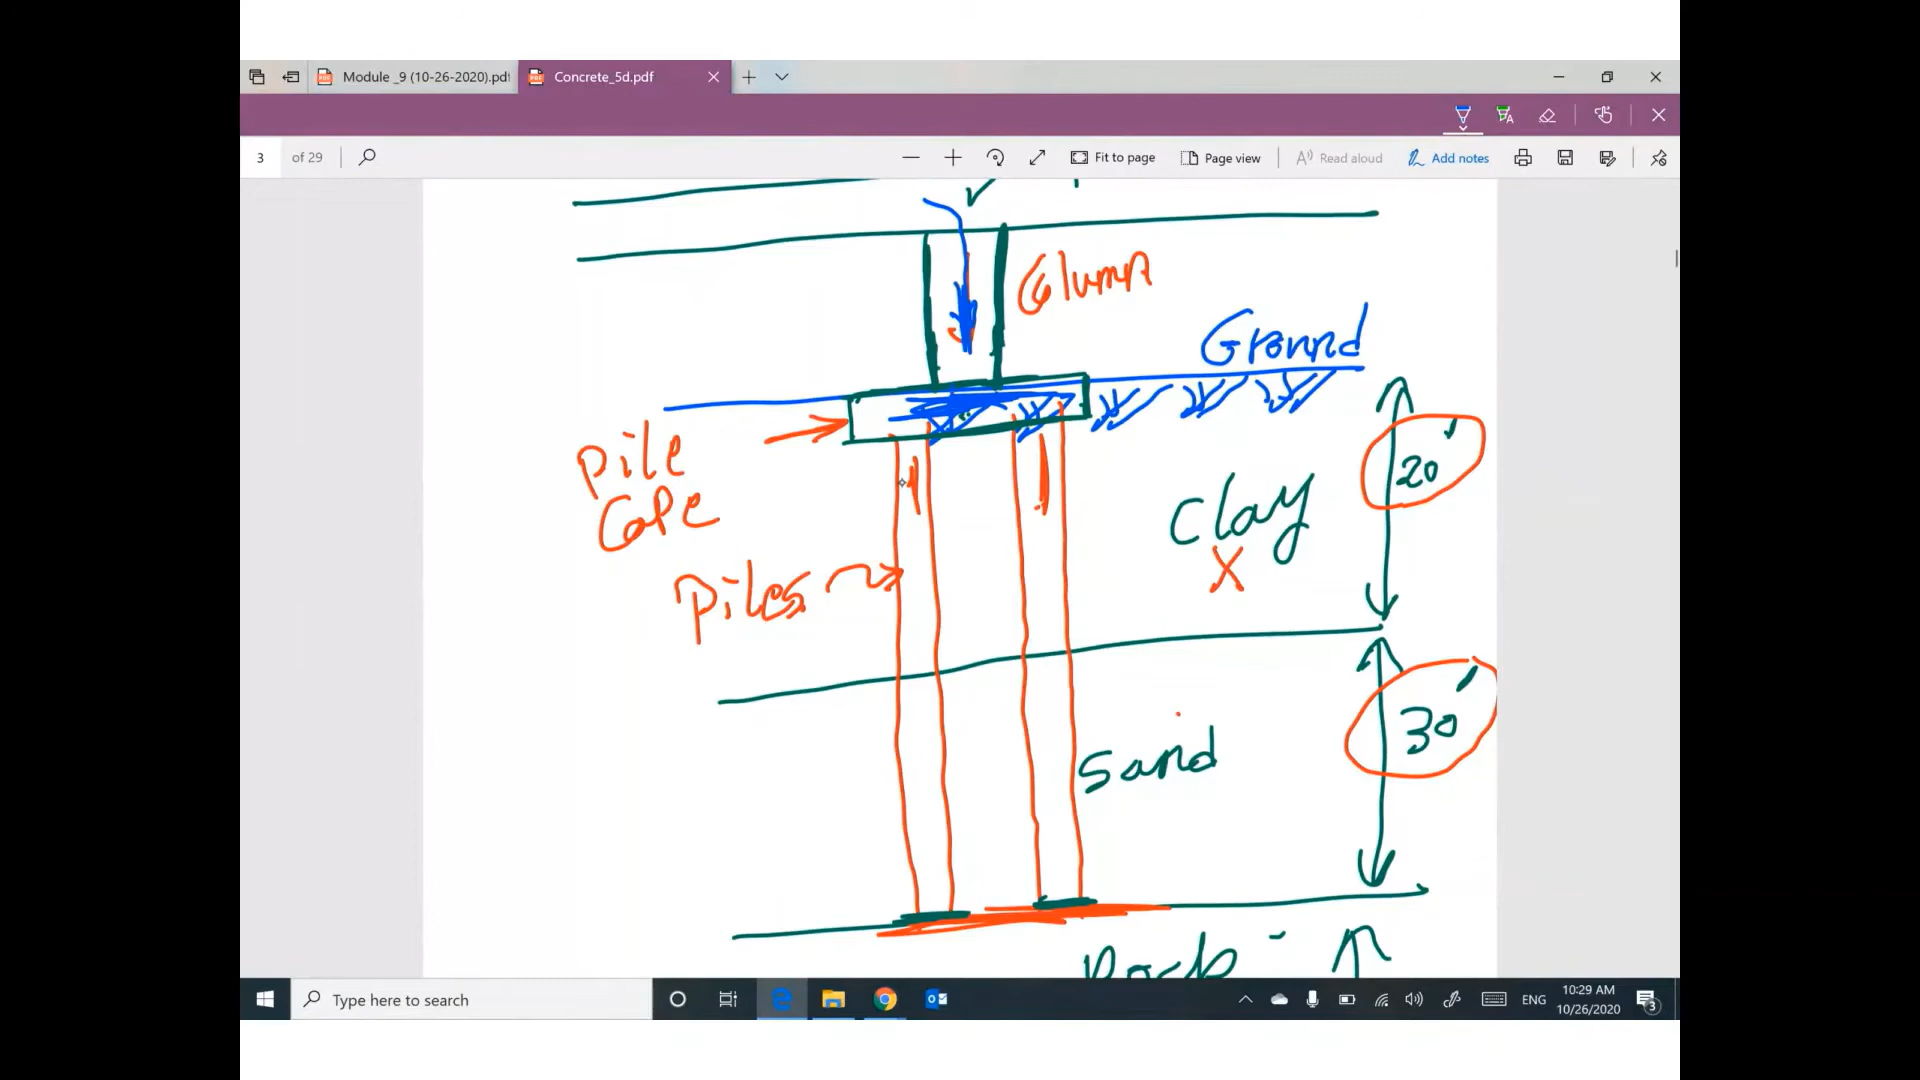 Module _9 (10-26-2020).pdf
Concrete_5d.pdf
3 of 29
Fit to page
Page view
Read aloud
Add notes
Column
Ground
Pile
Cape
20'
Clay
X
Piles
30'
Sand
Rock
Type here to search
ENG
10:29 AM
10/26/2020
3